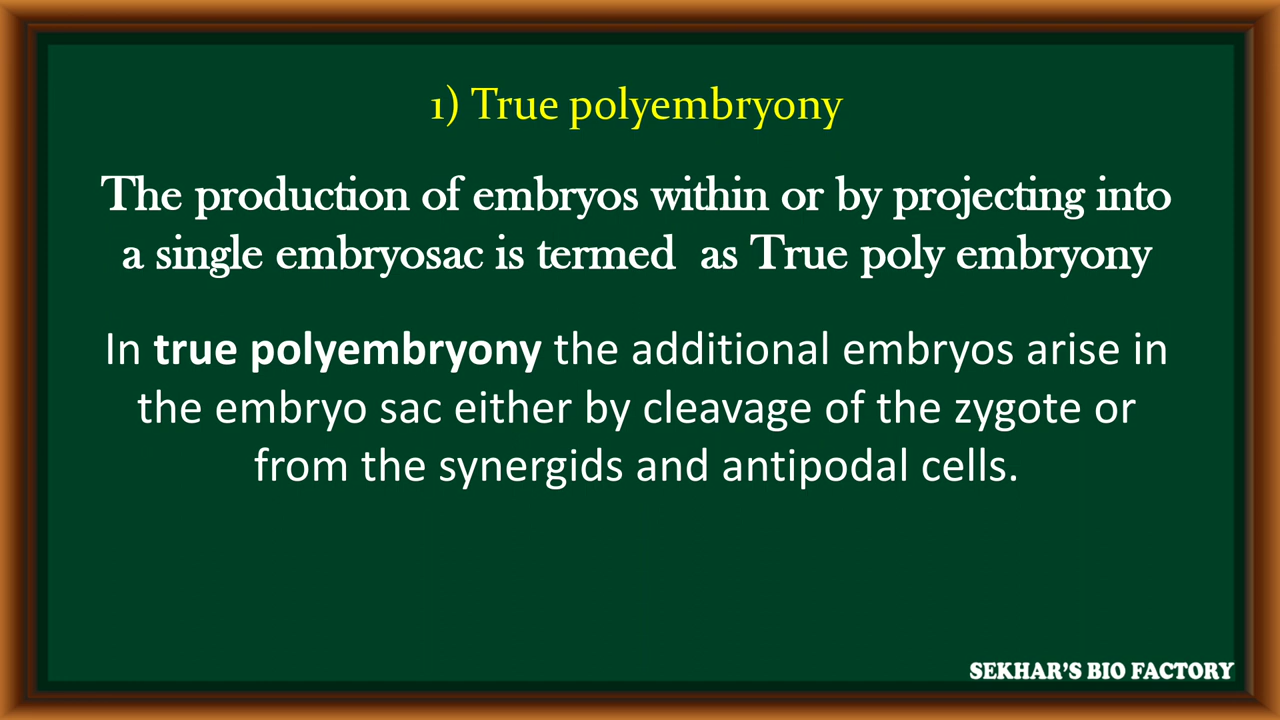 1) True polyembryony
The production of embryos within or by projecting into
a single embryosac is termed  as True poly embryony
In true polyembryony the additional embryos arise in
the embryo sac either by cleavage of the zygote or
from the synergids and antipodal cells.
SEKHAR'S BIO FACTORY